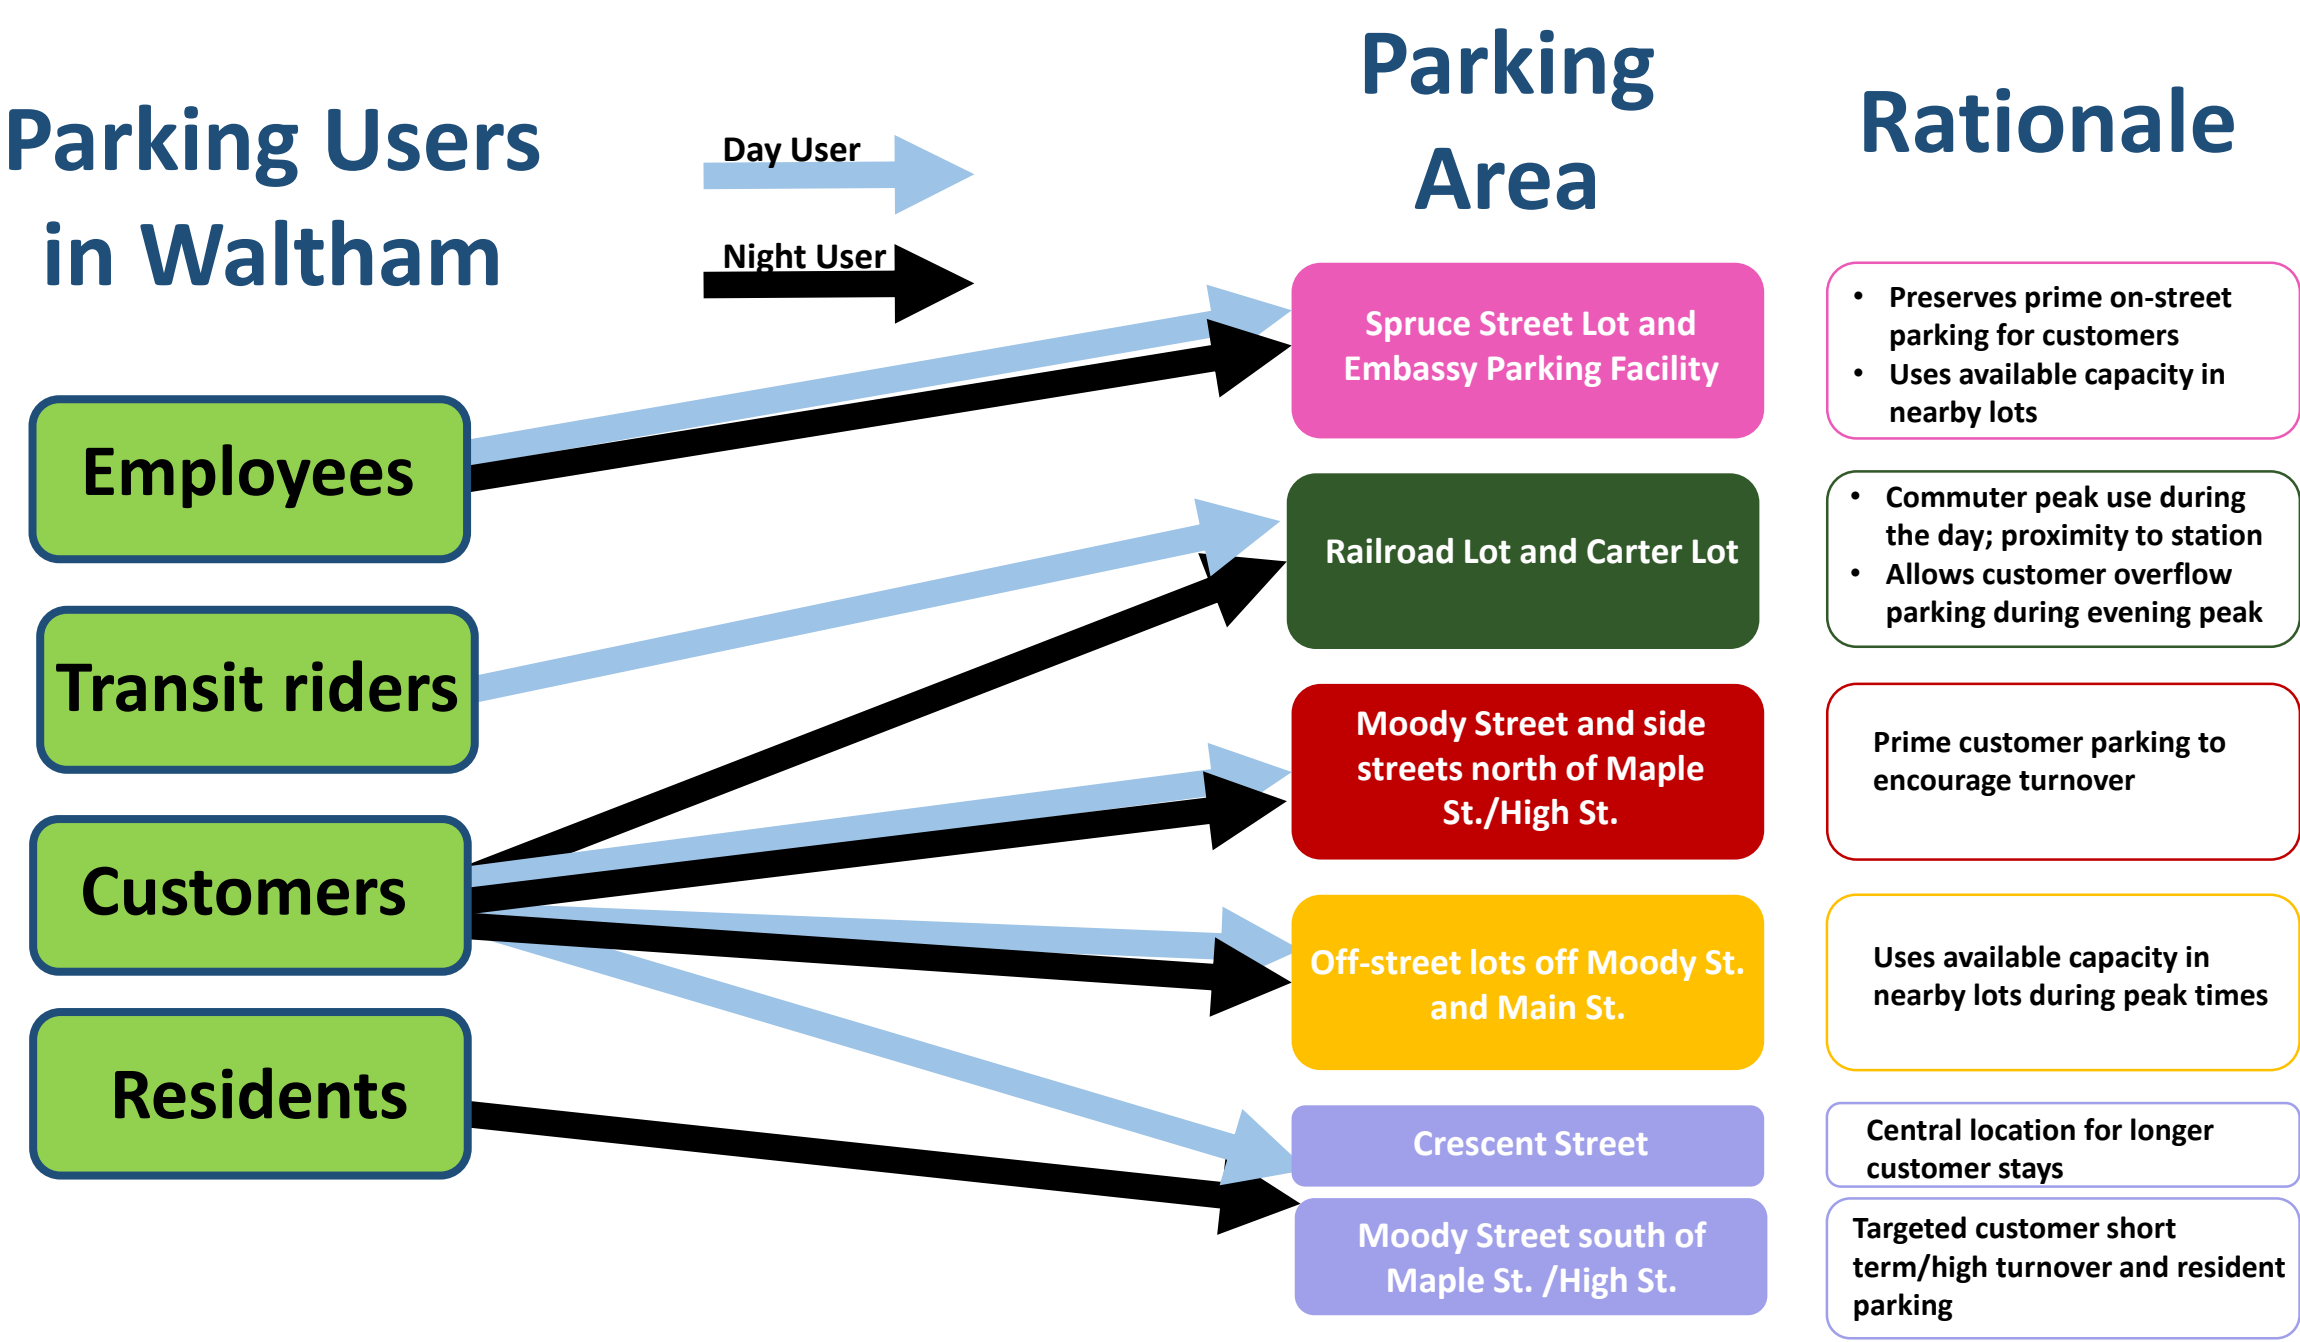 Parking Users
in Waltham
Day User
Night User
Parking
Area
Rationale
Employees
Transit riders
Customers
Residents
Spruce Street Lot and
Embassy Parking Facility
• Preserves prime on-street
parking for customers
• Uses available capacity in
nearby lots
Railroad Lot and Carter Lot
• Commuter peak use during
the day; proximity to station
• Allows customer overflow
parking during evening peak
Moody Street and side
streets north of Maple
St./High St.
Prime customer parking to
encourage turnover
Off-street lots off Moody St.
and Main St.
Uses available capacity in
nearby lots during peak times
Crescent Street
Central location for longer
customer stays
Moody Street south of
Maple St. /High St.
Targeted customer short
term/high turnover and resident
parking